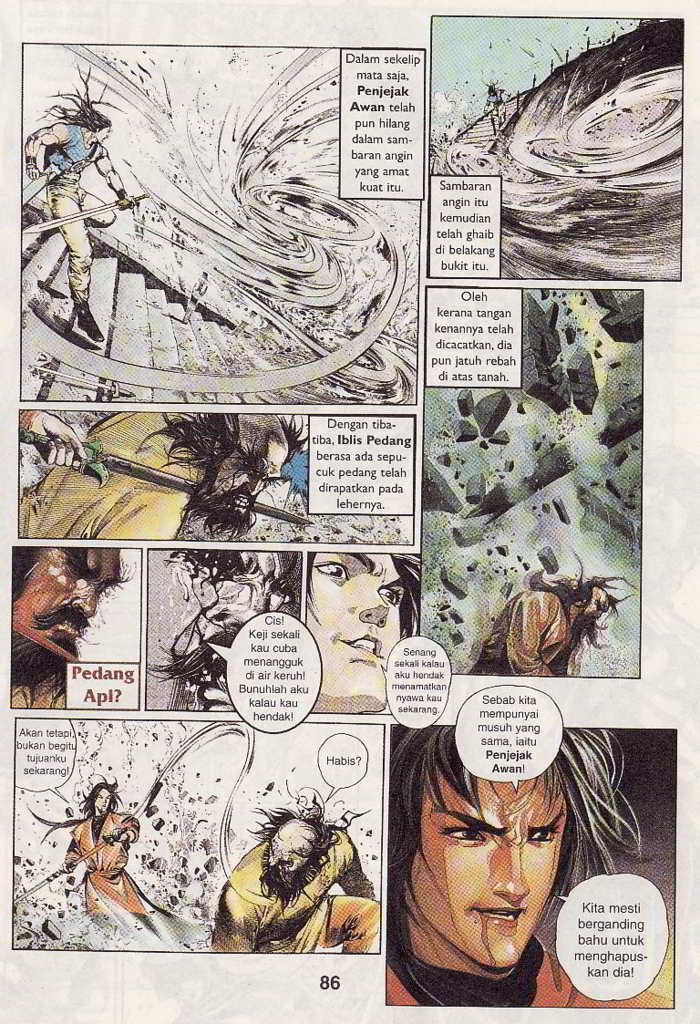 Dalam sekelip
mata saja,
Penjejak
Awan telah
pun hilang
dalam sam-
baran angin
yang amat
kuat itu.
Sambaran
angin itu
kemudian
telah ghaib
di belakang
bukit itu.
Oleh
kerana tangan
kenannya telah
dicacatkan, dia
pun jatuh rebah
di atas tanah.
Dengan tiba-
tiba, Iblis Pedang
berasa ada sepu-
cuk pedang telah
dirapatkan pada
lehernya.
Pedang
Api?
Cis!
Keji sekali
kau cuba
menangguk
di air keruh!
Bunuhlah aku
kalau kau
hendak!
Senang
sekali kalau
aku hendak
menamatkan
nyawa kau
sekarang.
Akan tetapi,
bukan begitu
tujuanku
sekarang!
Habis?
Sebab kita
mempunyai
musuh yang
sama, iaitu
Penjejak
Awan!
Kita mesti
berganding
bahu untuk
menghapus-
kan dia!
86